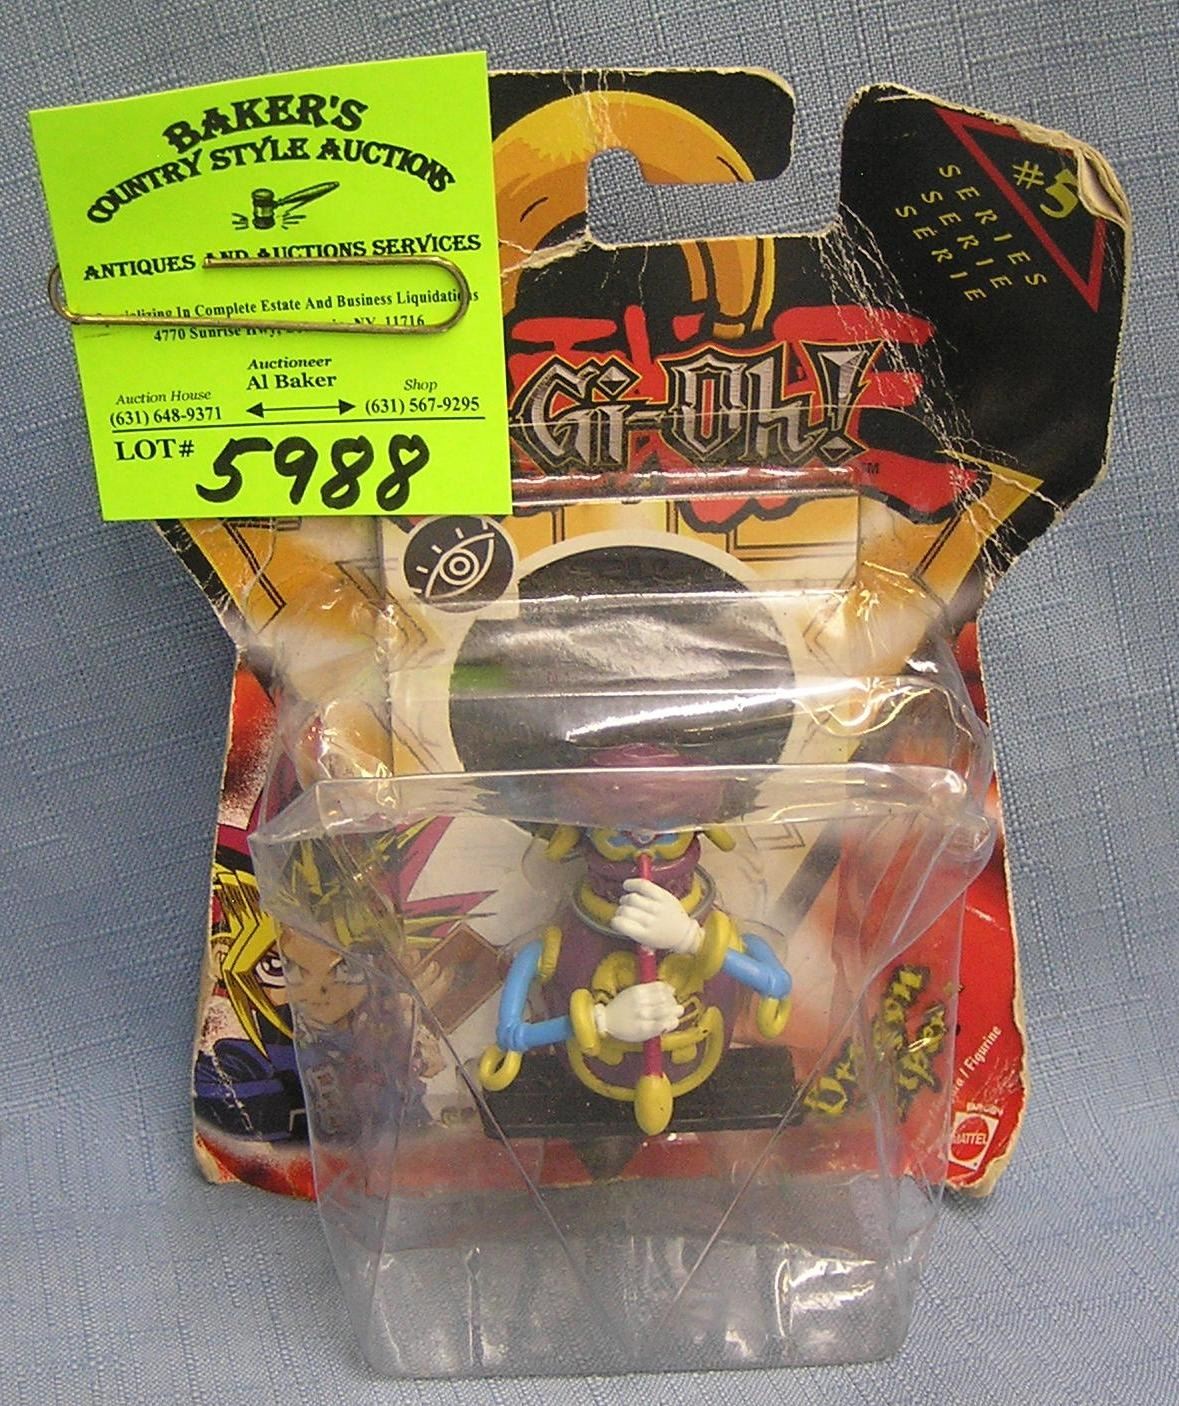 BAKER'S
COUNTRY STYLE AUCTIONS
ANTIQUES AND AUCTIONS SERVICES
In Complete Estate And Business Liquidations
4770 Sunrise Hwy, NY, 11716
Auctioneer
Al Baker
Auction House
(631) 648-9371
Shop
(631) 567-9295
LOT# 5988
#5
SERIES
SERIE
SERIE
Gi-Oh!
TM
Figurine
MATTEL